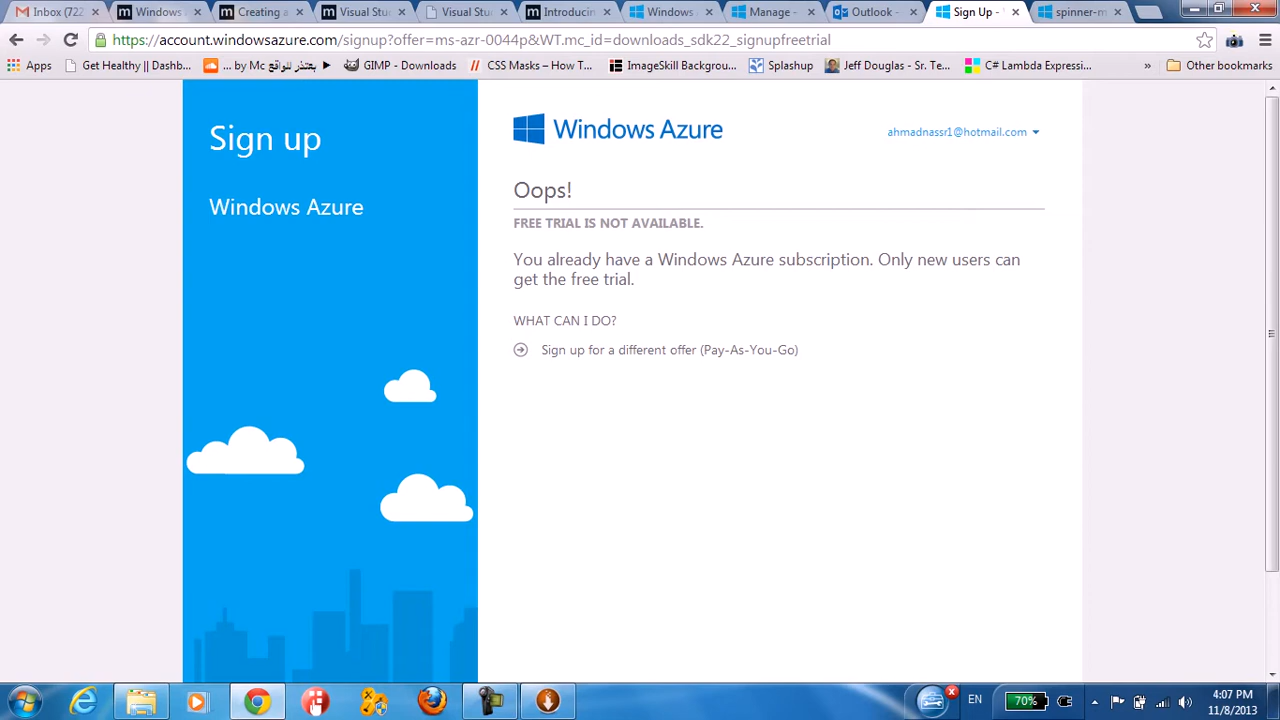 Inbox (722
Windows
Creating a
Visual Stu
Visual Stu
Introducin
Windows
Manage -
Outlook -
Sign Up -
spinner-m
https://account.windowsazure.com/signup?offer=ms-azr-0044p&WT.mc_id=downloads_sdk22_signupfreetrial
Apps
Get Healthy || Dashb...
... by Mc بعتذر للواقع ►
GIMP - Downloads
CSS Masks – How T...
ImageSkill Backgrou...
Splashup
Jeff Douglas - Sr. Te...
C# Lambda Expressi...
»
Other bookmarks
Sign up
Windows Azure
Windows Azure
ahmadnassr1@hotmail.com
Oops!
FREE TRIAL IS NOT AVAILABLE.
You already have a Windows Azure subscription. Only new users can
get the free trial.
WHAT CAN I DO?
Sign up for a different offer (Pay-As-You-Go)
EN
70%
4:07 PM
11/8/2013